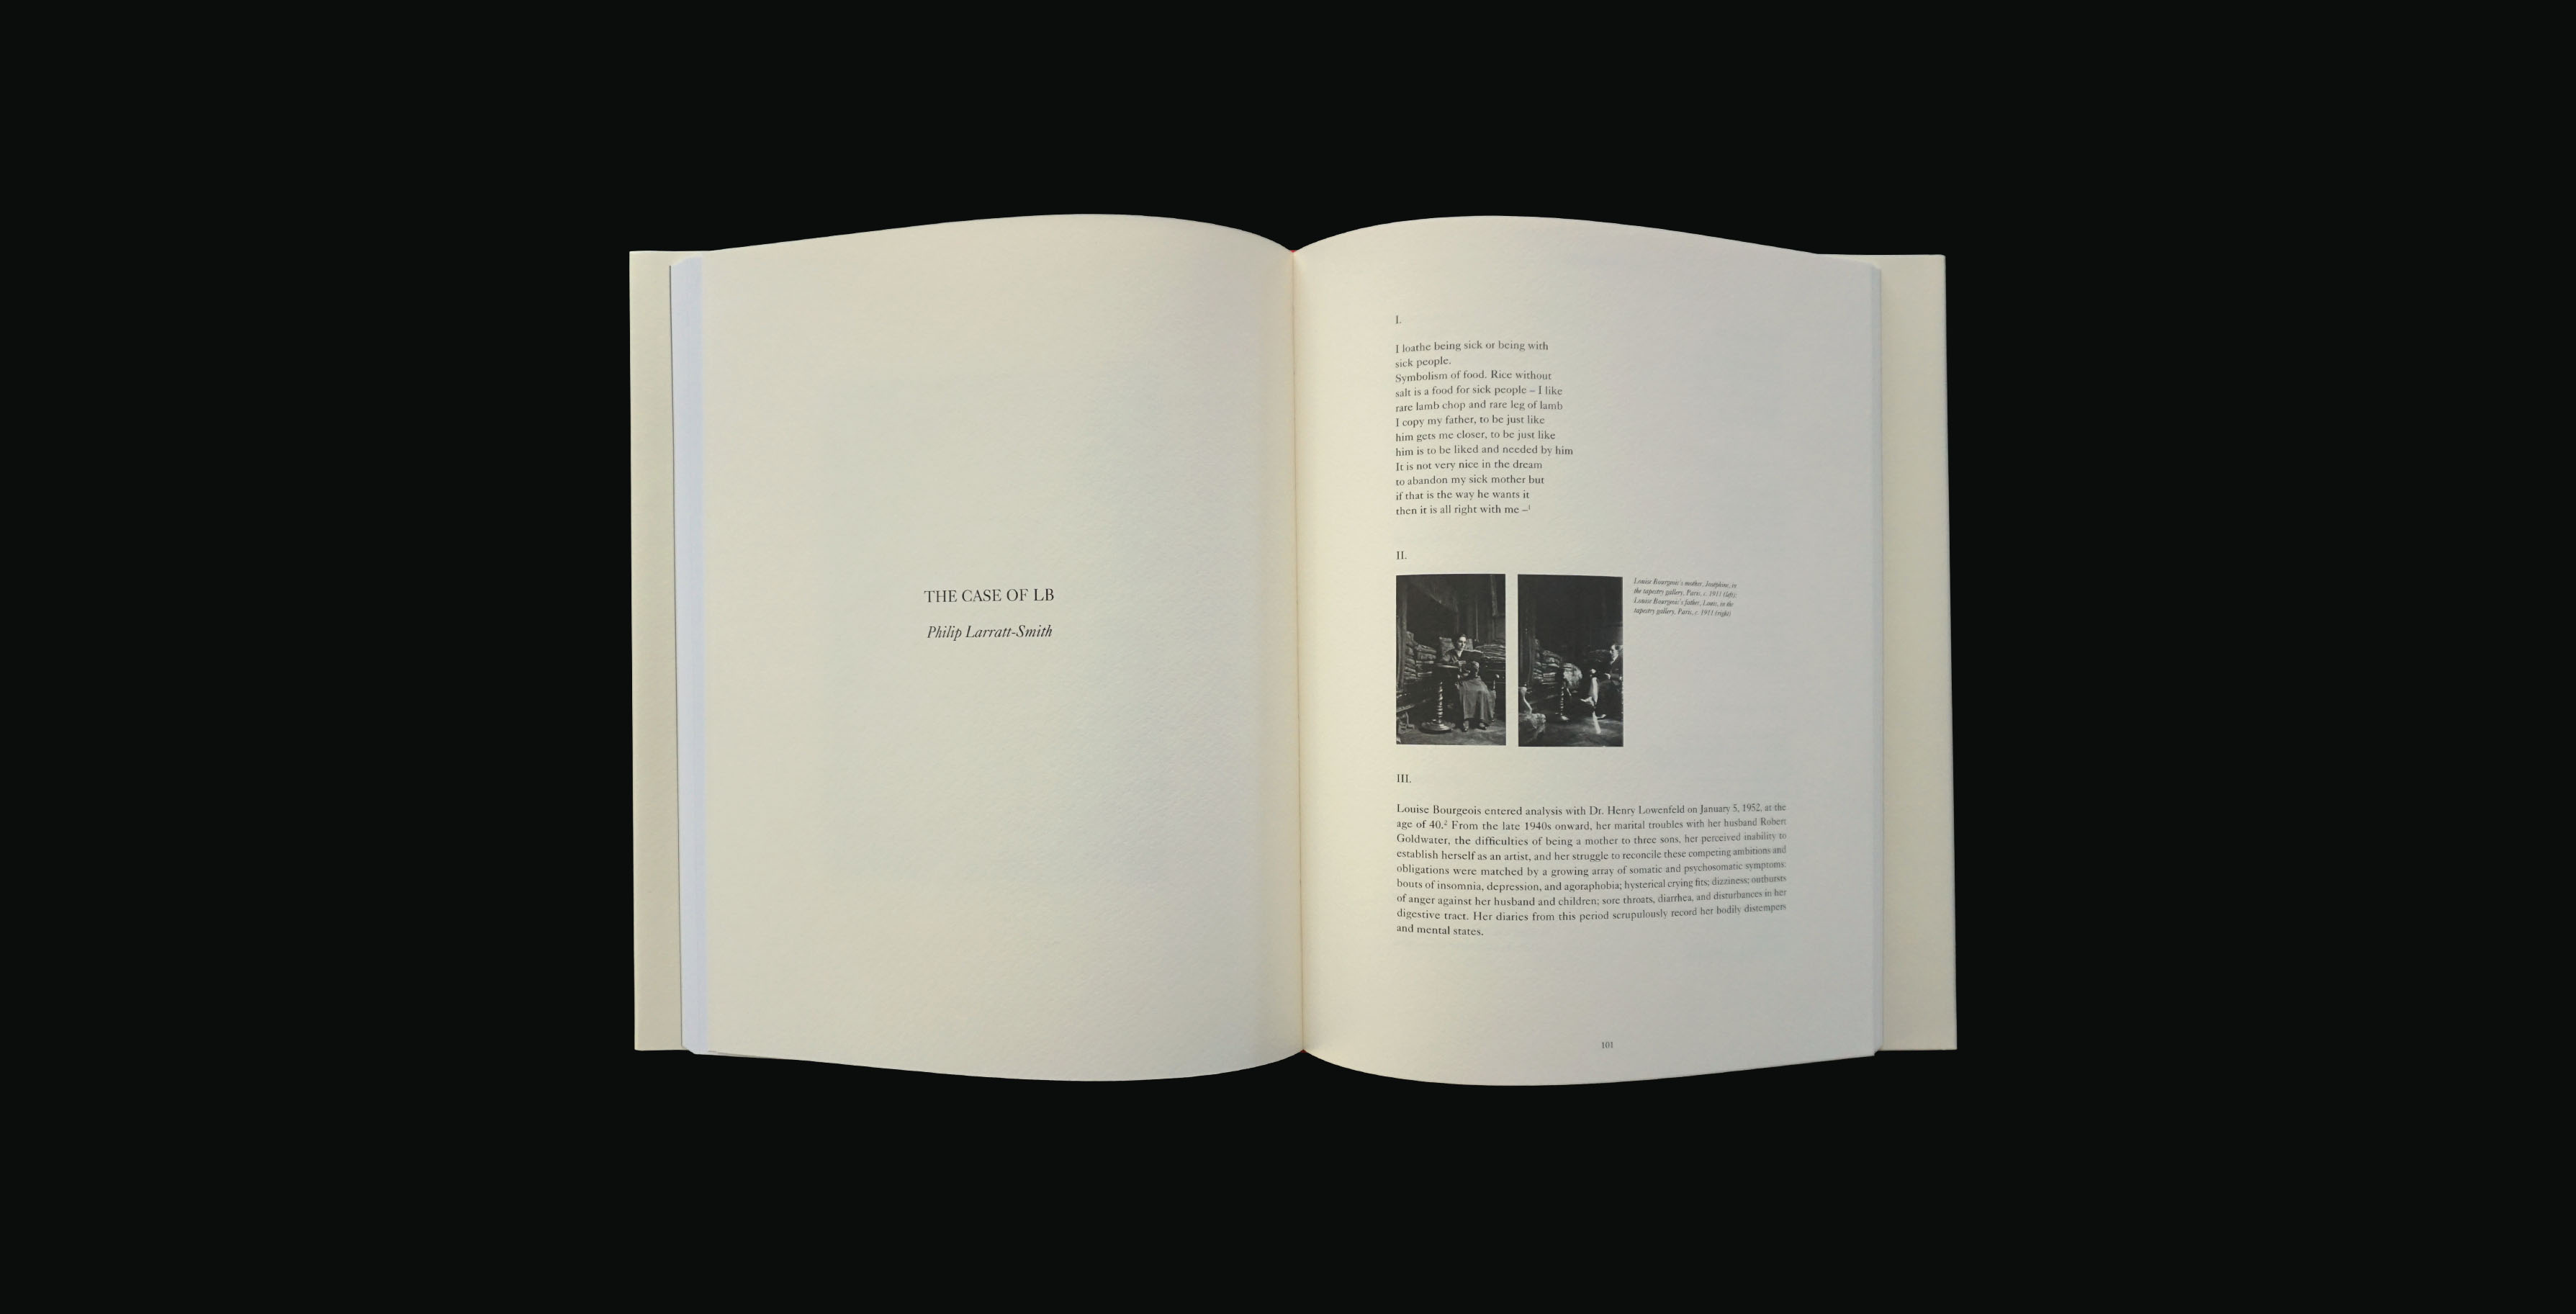 THE CASE OF LB
Philip Larratt-Smith
I.
I loathe being sick or being with
sick people.
Symbolism of food. Rice without
salt is a food for sick people – I like
rare lamb chop and rare leg of lamb
I copy my father, to be just like
him gets me closer, to be just like
him is to be liked and needed by him
It is not very nice in the dream
to abandon my sick mother but
if that is the way he wants it
then it is all right with me –¹
II.
Louise Bourgeois's mother, Joséphine, in
the tapestry gallery, Paris, c. 1911 (left);
Louise Bourgeois's father, Louis, in the
tapestry gallery, Paris, c. 1911 (right)
III.
Louise Bourgeois entered analysis with Dr. Henry Lowenfeld on January 5, 1952, at the
age of 40.² From the late 1940s onward, her marital troubles with her husband Robert
Goldwater, the difficulties of being a mother to three sons, her perceived inability to
establish herself as an artist, and her struggle to reconcile these competing ambitions and
obligations were matched by a growing array of somatic and psychosomatic symptoms:
bouts of insomnia, depression, and agoraphobia; hysterical crying fits; dizziness; outbursts
of anger against her husband and children; sore throats, diarrhea, and disturbances in her
digestive tract. Her diaries from this period scrupulously record her bodily distempers
and mental states.
101